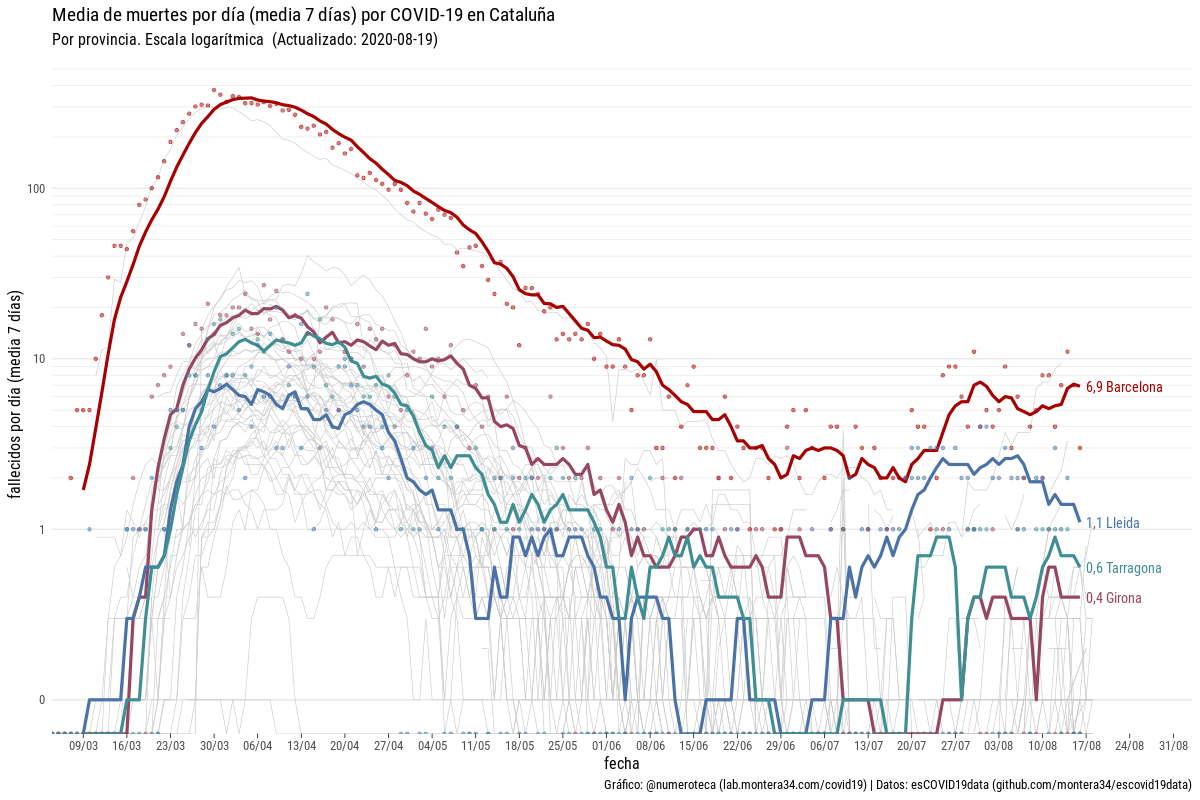 Media de muertes por día (media 7 días) por COVID-19 en Cataluña
Por provincia. Escala logarítmica (Actualizado: 2020-08-19)
fallecidos por día (media 7 días)
100
10
1
0
6,9 Barcelona
1,1 Lleida
0,6 Tarragona
0,4 Girona
09/03 16/03 23/03 30/03 06/04 13/04 20/04 27/04 04/05 11/05 18/05 25/05 01/06 08/06 15/06 22/06 29/06 06/07 13/07 20/07 27/07 03/08 10/08 17/08 24/08 31/08
fecha
Gráfico: @numeroteca (lab.montera34.com/covid19) | Datos: esCOVID19data (github.com/montera34/escovid19data)